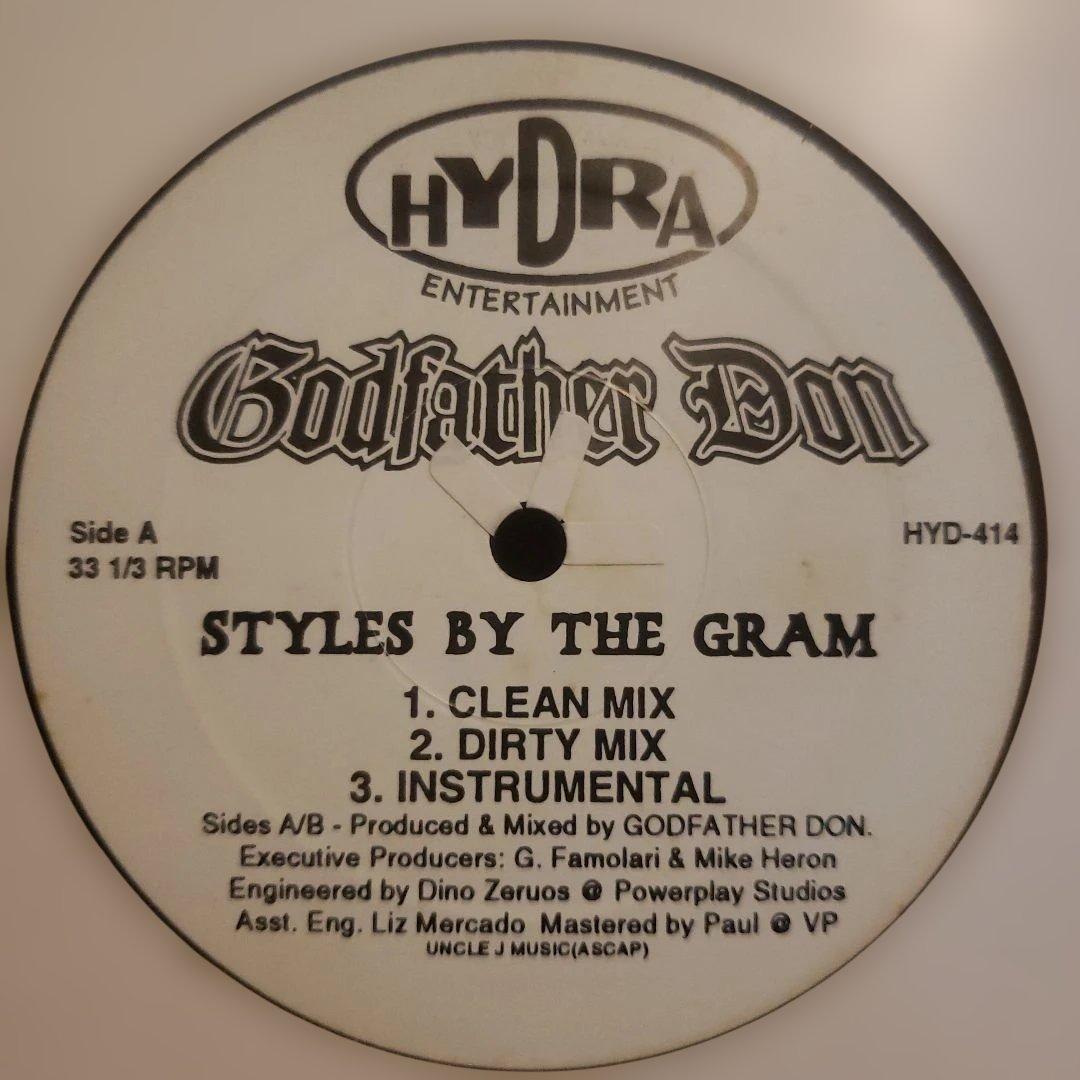 HYDRA
ENTERTAINMENT
Godfather Don
Side A
33 1/3 RPM
HYD-414
STYLES BY THE GRAM
1. CLEAN MIX
2. DIRTY MIX
3. INSTRUMENTAL
Sides A/B - Produced & Mixed by GODFATHER DON.
Executive Producers: G. Famolari & Mike Heron
Engineered by Dino Zeruos @ Powerplay Studios
Asst. Eng. Liz Mercado Mastered by Paul @ VP
UNCLE J MUSIC(ASCAP)